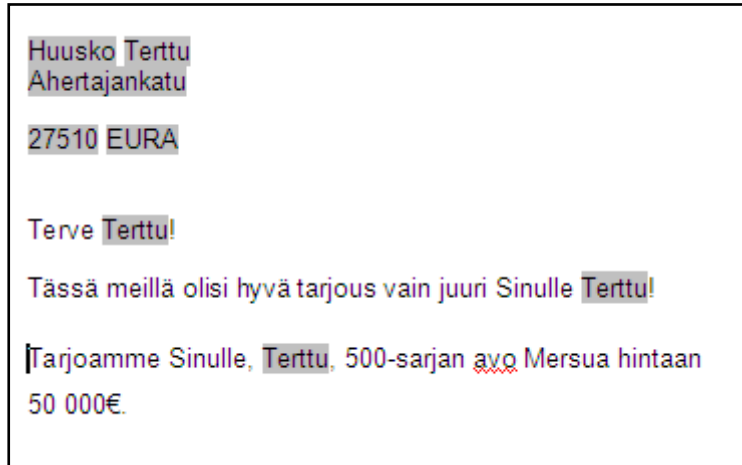 Huusko Terttu
Ahertajankatu
27510 EURA
Terve Terttu!
Tässä meillä olisi hyvä tarjous vain juuri Sinulle Terttu!
Tarjoamme Sinulle, Terttu, 500-sarjan avo Mersua hintaan
50 000€.